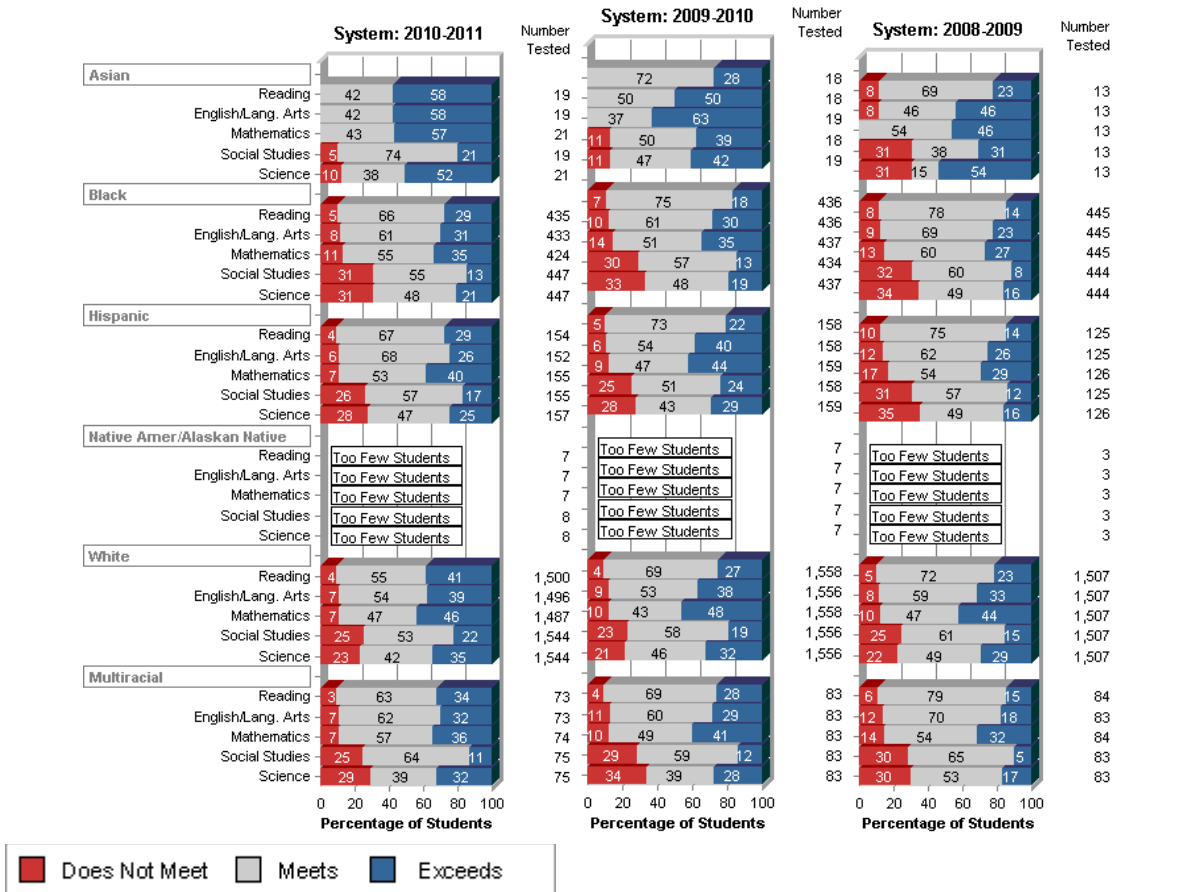 System: 2010-2011 Number Tested System: 2009-2010 Number Tested System: 2008-2009 Number Tested
Asian 72 28 18
Reading 42 58 19 50 50 18 8 69 23 13
English/Lang. Arts 42 58 19 37 63 19 8 46 46 13
Mathematics 43 57 21 11 50 39 18 54 46 13
Social Studies 5 74 21 19 11 47 42 19 31 38 31 13
Science 10 38 52 21 31 15 54 13
Black 7 75 18 436
Reading 5 66 29 435 10 61 30 436 8 78 14 445
English/Lang. Arts 8 61 31 433 14 51 35 437 9 69 23 445
Mathematics 11 55 35 424 30 57 13 434 13 60 27 445
Social Studies 31 55 13 447 33 48 19 437 32 60 8 444
Science 31 48 21 447 34 49 16 444
Hispanic 5 73 22 158
Reading 4 67 29 154 6 54 40 158 10 75 14 125
English/Lang. Arts 6 68 26 152 9 47 44 159 12 62 26 125
Mathematics 7 53 40 155 25 51 24 158 17 54 29 126
Social Studies 26 57 17 155 28 43 29 159 31 57 12 125
Science 28 47 25 157 35 49 16 126
Native Amer/Alaskan Native 7
Reading Too Few Students 7 Too Few Students 7 Too Few Students 3
English/Lang. Arts Too Few Students 7 Too Few Students 7 Too Few Students 3
Mathematics Too Few Students 7 Too Few Students 7 Too Few Students 3
Social Studies Too Few Students 8 Too Few Students 7 Too Few Students 3
Science Too Few Students 8 Too Few Students Too Few Students 3
White 4 69 27 1,558
Reading 4 55 41 1,500 9 53 38 1,556 5 72 23 1,507
English/Lang. Arts 7 54 39 1,496 10 43 48 1,558 8 59 33 1,507
Mathematics 7 47 46 1,487 23 58 19 1,556 10 47 44 1,507
Social Studies 25 53 22 1,544 21 46 32 1,556 25 61 15 1,507
Science 23 42 35 1,544 22 49 29 1,507
Multiracial 4 69 28 83
Reading 3 63 34 73 11 60 29 83 6 79 15 84
English/Lang. Arts 7 62 32 73 10 49 41 83 12 70 18 83
Mathematics 7 57 36 74 29 59 12 83 14 54 32 84
Social Studies 25 64 11 75 34 39 28 83 30 65 5 83
Science 29 39 32 75 30 53 17 83
0 20 40 60 80 100 0 20 40 60 80 100 0 20 40 60 80 100
Percentage of Students Percentage of Students Percentage of Students
Does Not Meet Meets Exceeds